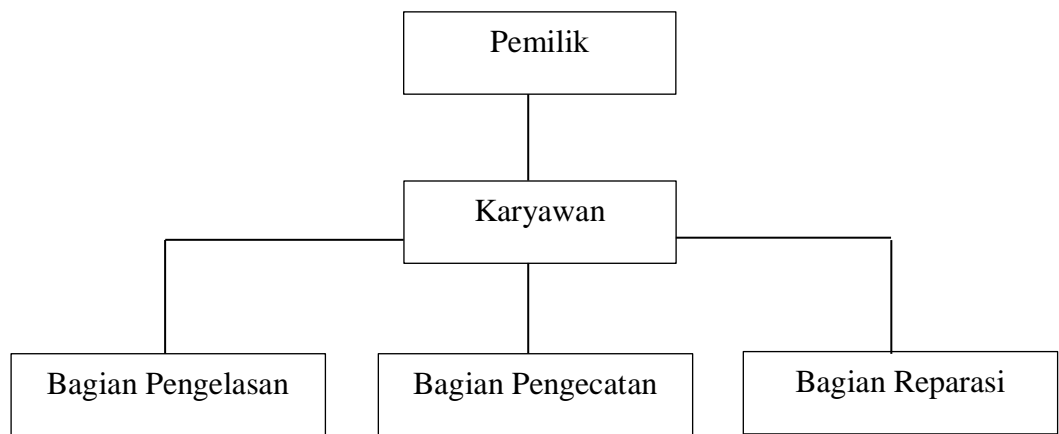 Pemilik
Karyawan
Bagian Pengelasan
Bagian Pengecatan
Bagian Reparasi